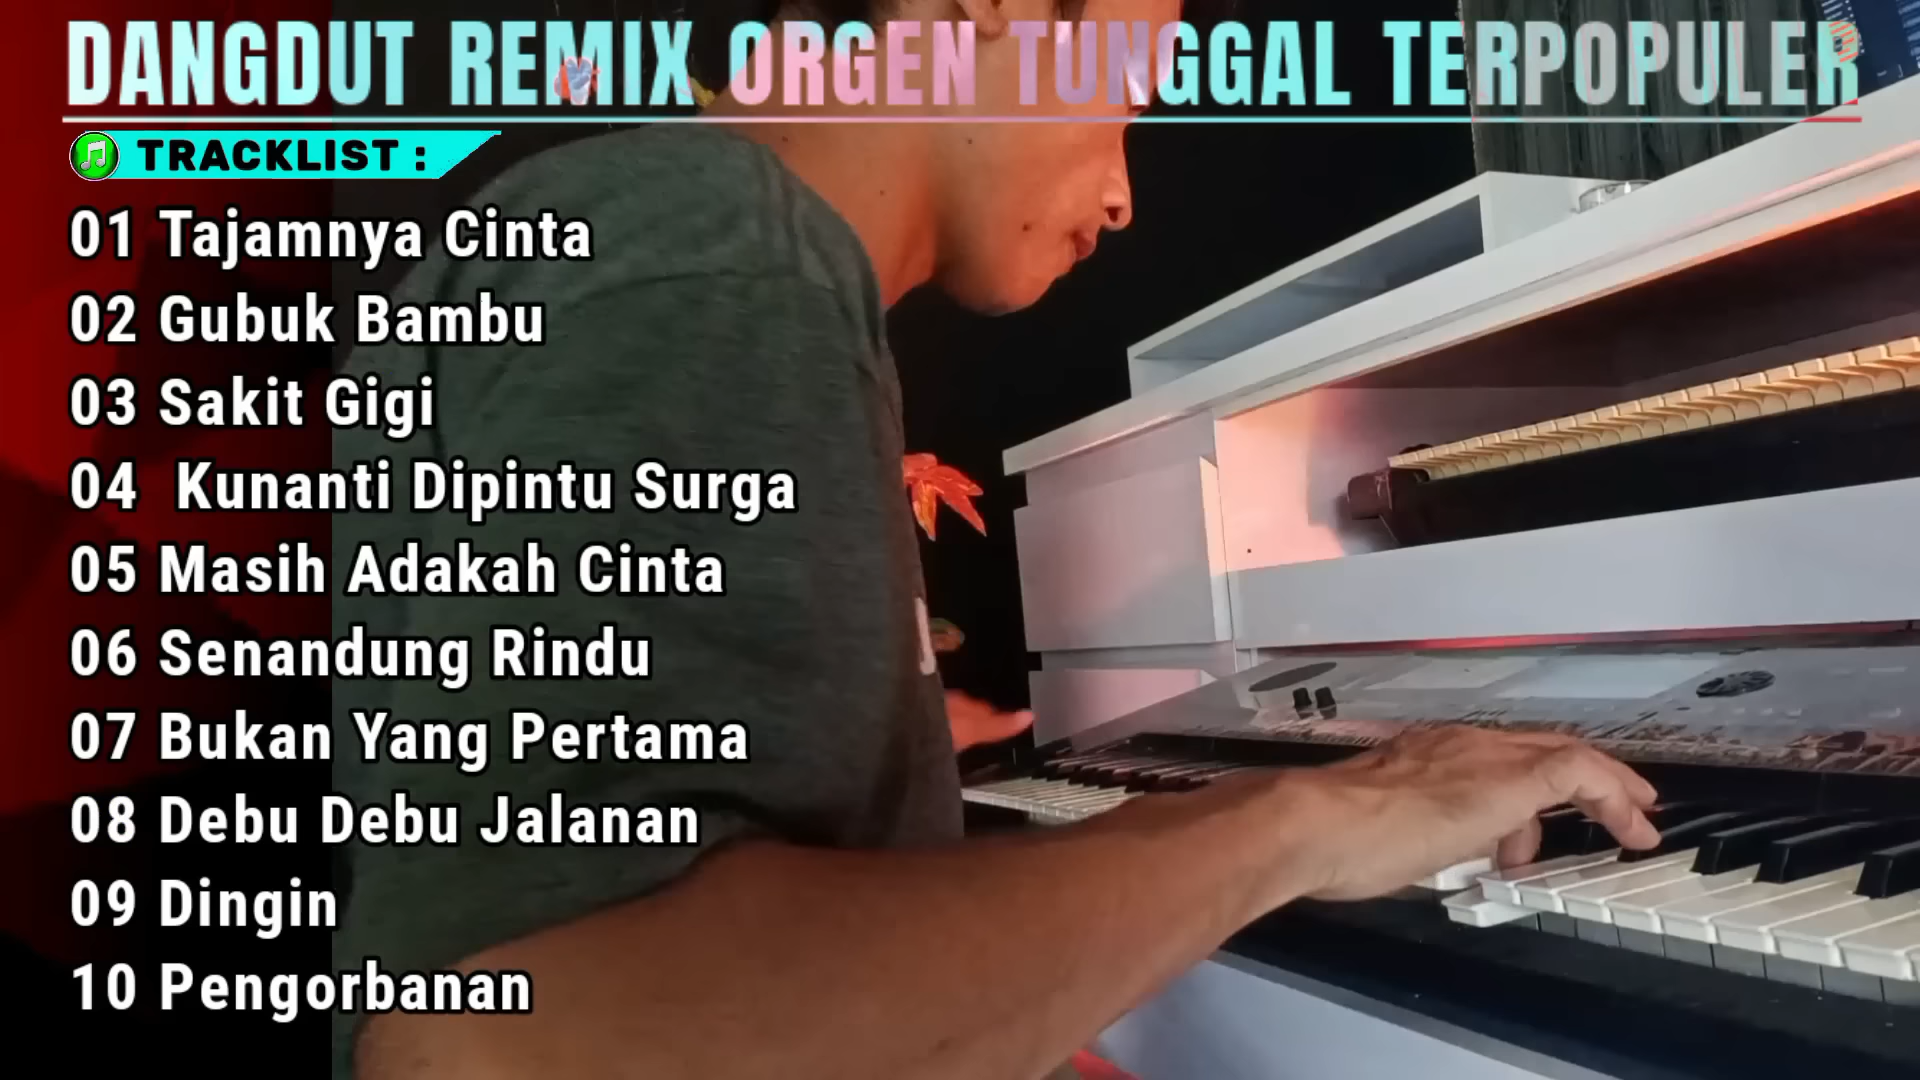 DANGDUT REMIX ORGEN TUNGGAL TERPOPULER
TRACKLIST :
01 Tajamnya Cinta
02 Gubuk Bambu
03 Sakit Gigi
04 Kunanti Dipintu Surga
05 Masih Adakah Cinta
06 Senandung Rindu
07 Bukan Yang Pertama
08 Debu Debu Jalanan
09 Dingin
10 Pengorbanan